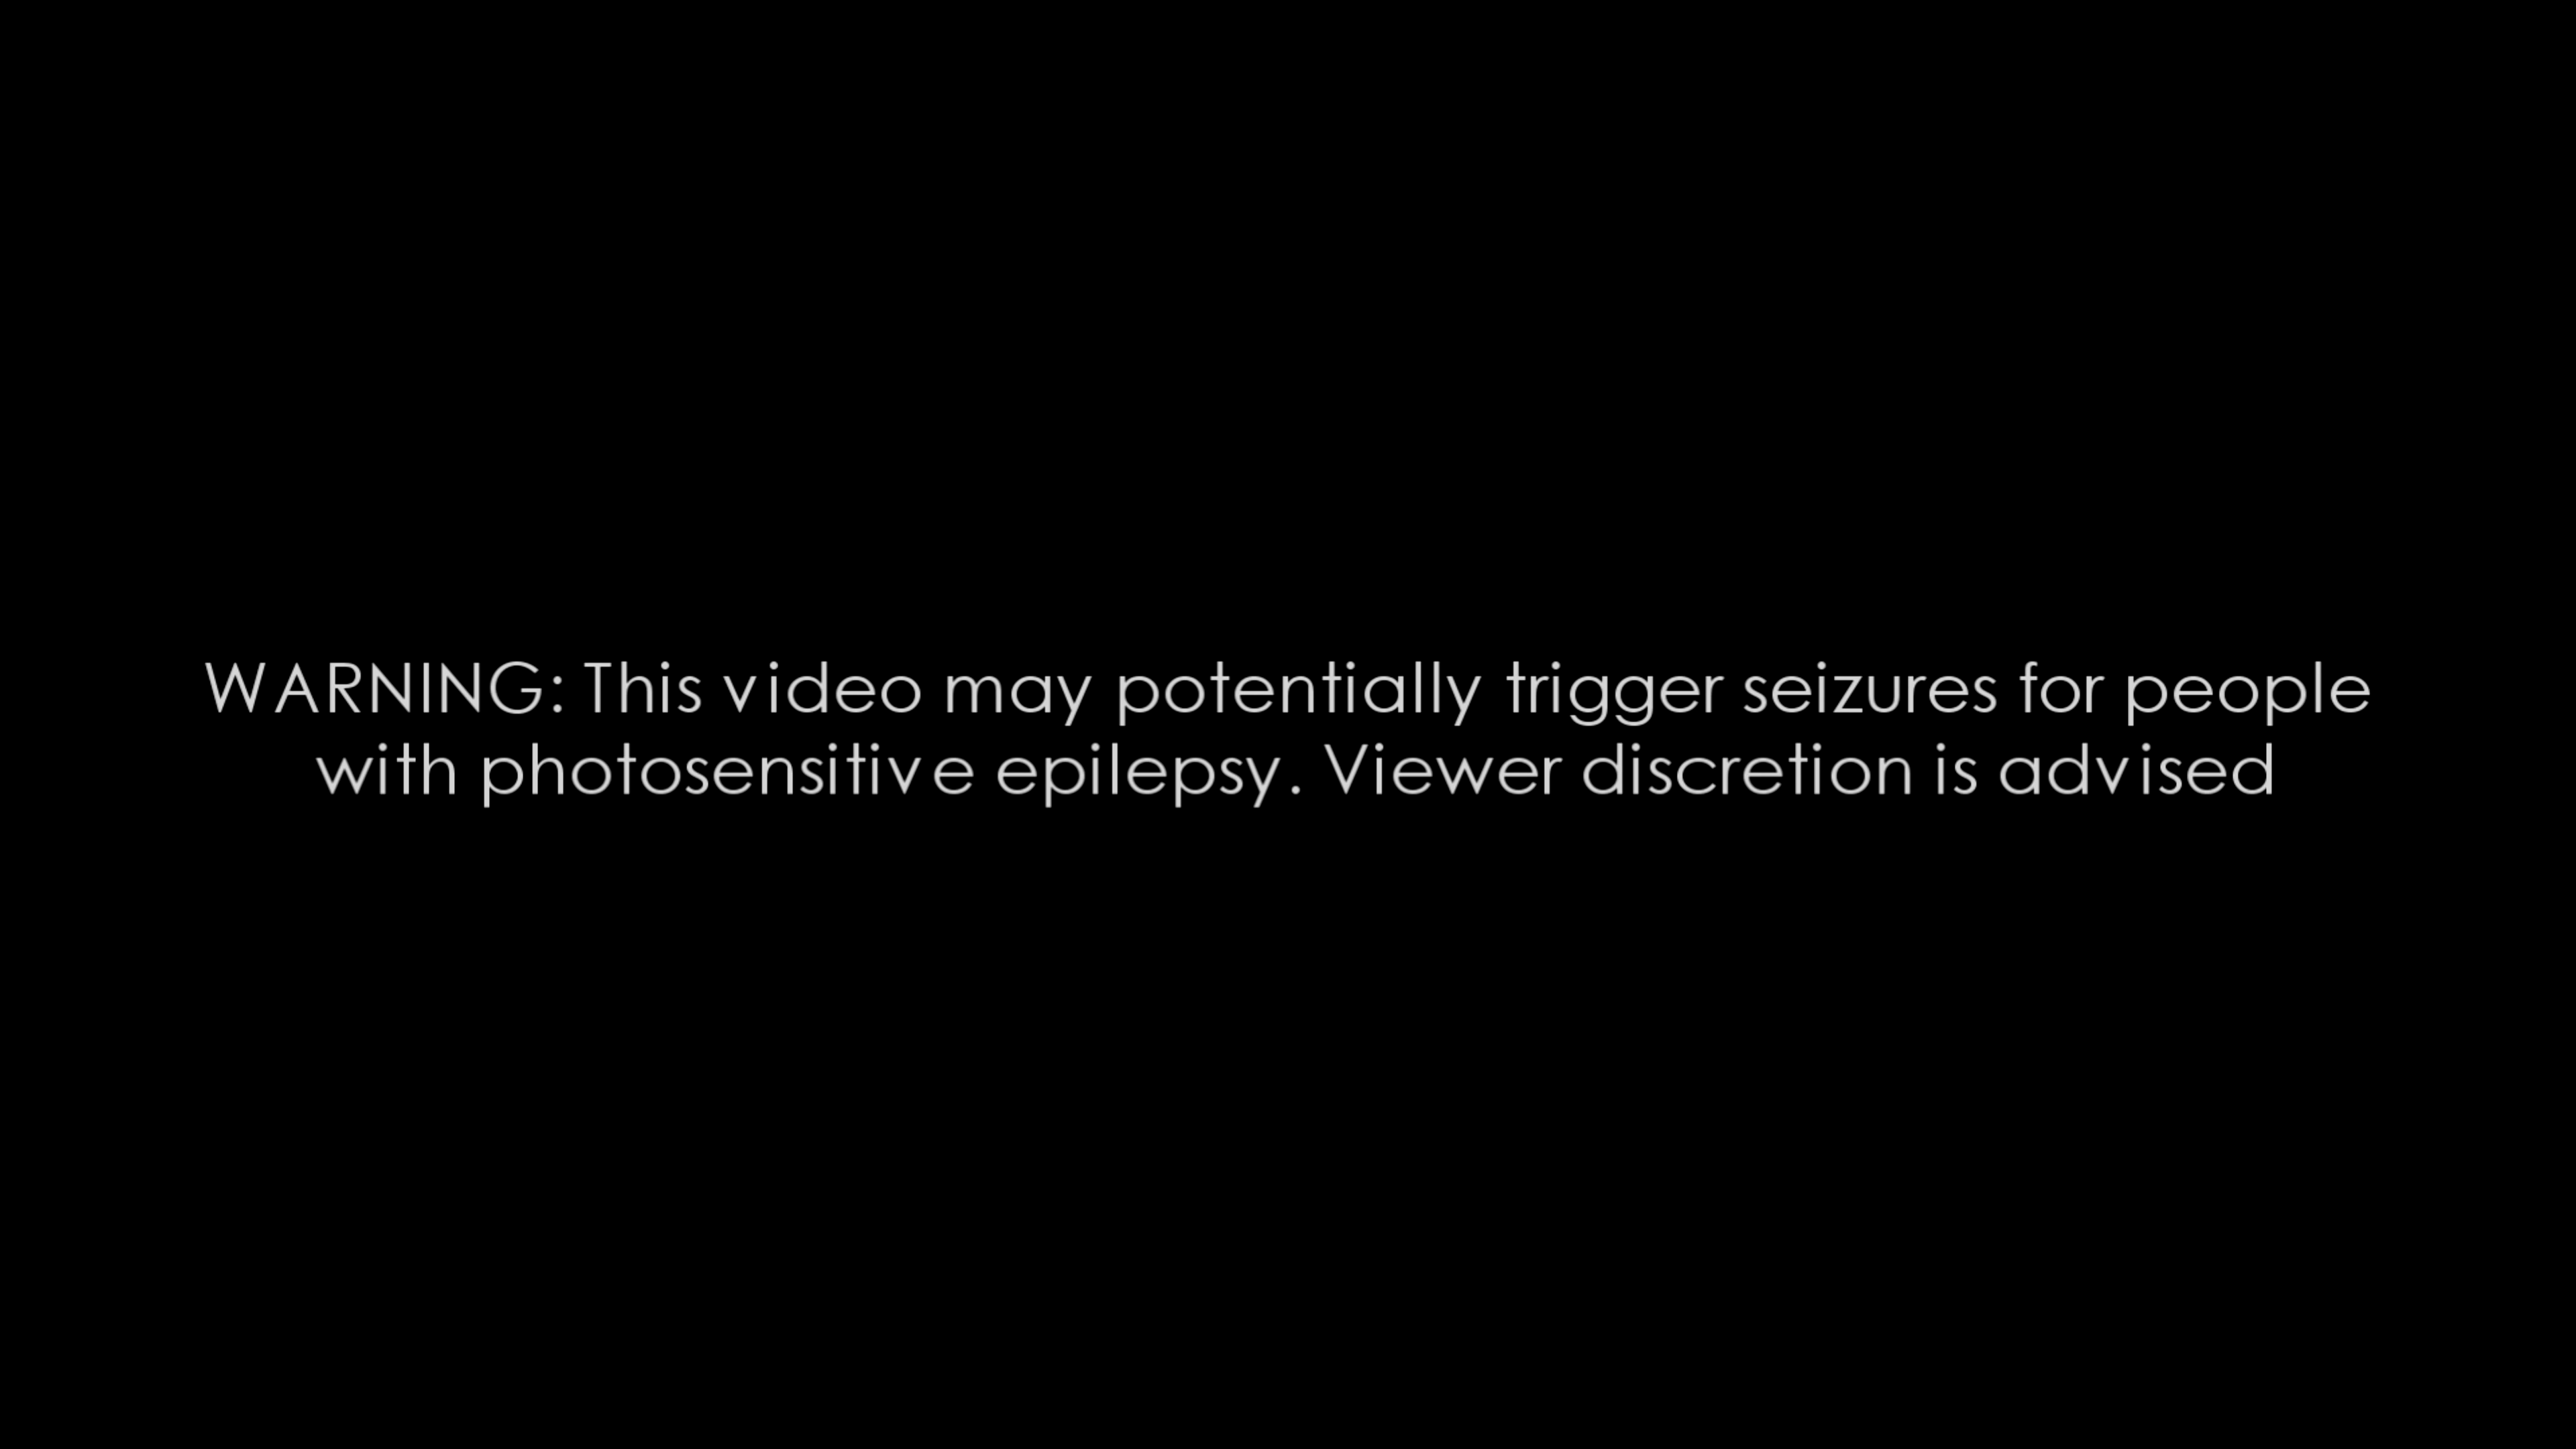 WARNING: This video may potentially trigger seizures for people
with photosensitive epilepsy. Viewer discretion is advised